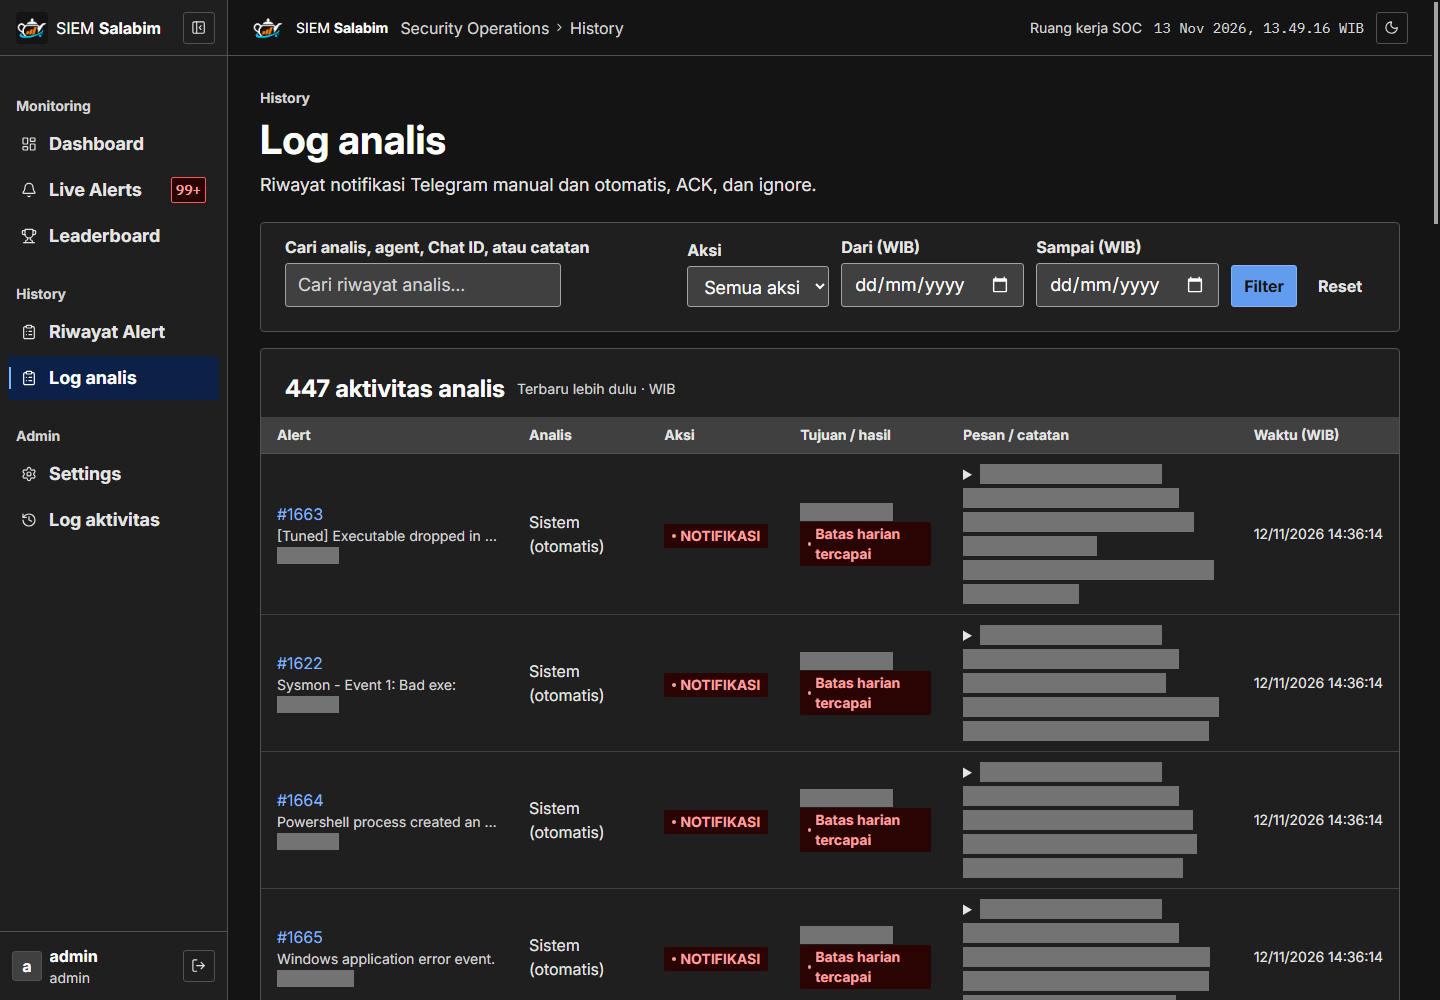 SIEM Salabim
SIEM Salabim Security Operations › History
Ruang kerja SOC 13 Nov 2026, 13.49.16 WIB
Monitoring
Dashboard
Live Alerts 99+
Leaderboard
History
Riwayat Alert
Log analis
Admin
Settings
Log aktivitas
a
admin
admin
History
Log analis
Riwayat notifikasi Telegram manual dan otomatis, ACK, dan ignore.
Cari analis, agent, Chat ID, atau catatan
Cari riwayat analis...
Aksi
Semua aksi
Dari (WIB)
dd/mm/yyyy
Sampai (WIB)
dd/mm/yyyy
Filter
Reset
447 aktivitas analis Terbaru lebih dulu · WIB
Alert Analis Aksi Tujuan / hasil Pesan / catatan Waktu (WIB)
#1663
[Tuned] Executable dropped in ...
Sistem
(otomatis)
• NOTIFIKASI
• Batas harian
tercapai
12/11/2026 14:36:14
#1622
Sysmon - Event 1: Bad exe:
Sistem
(otomatis)
• NOTIFIKASI
• Batas harian
tercapai
12/11/2026 14:36:14
#1664
Powershell process created an ...
Sistem
(otomatis)
• NOTIFIKASI
• Batas harian
tercapai
12/11/2026 14:36:14
#1665
Windows application error event.
Sistem
(otomatis)
• NOTIFIKASI
• Batas harian
tercapai
12/11/2026 14:36:14